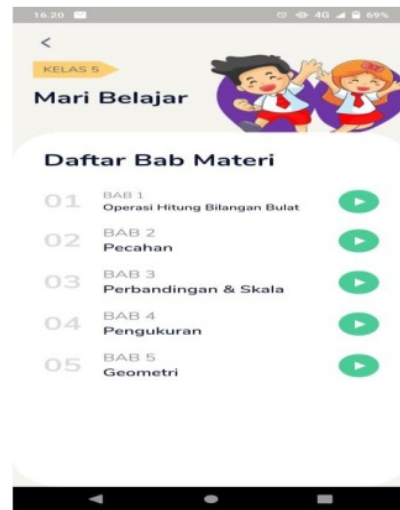 16.20 4G 69%
KELAS 5
Mari Belajar
Daftar Bab Materi
01 BAB 1
Operasi Hitung Bilangan Bulat
02 BAB 2
Pecahan
03 BAB 3
Perbandingan & Skala
04 BAB 4
Pengukuran
05 BAB 5
Geometri